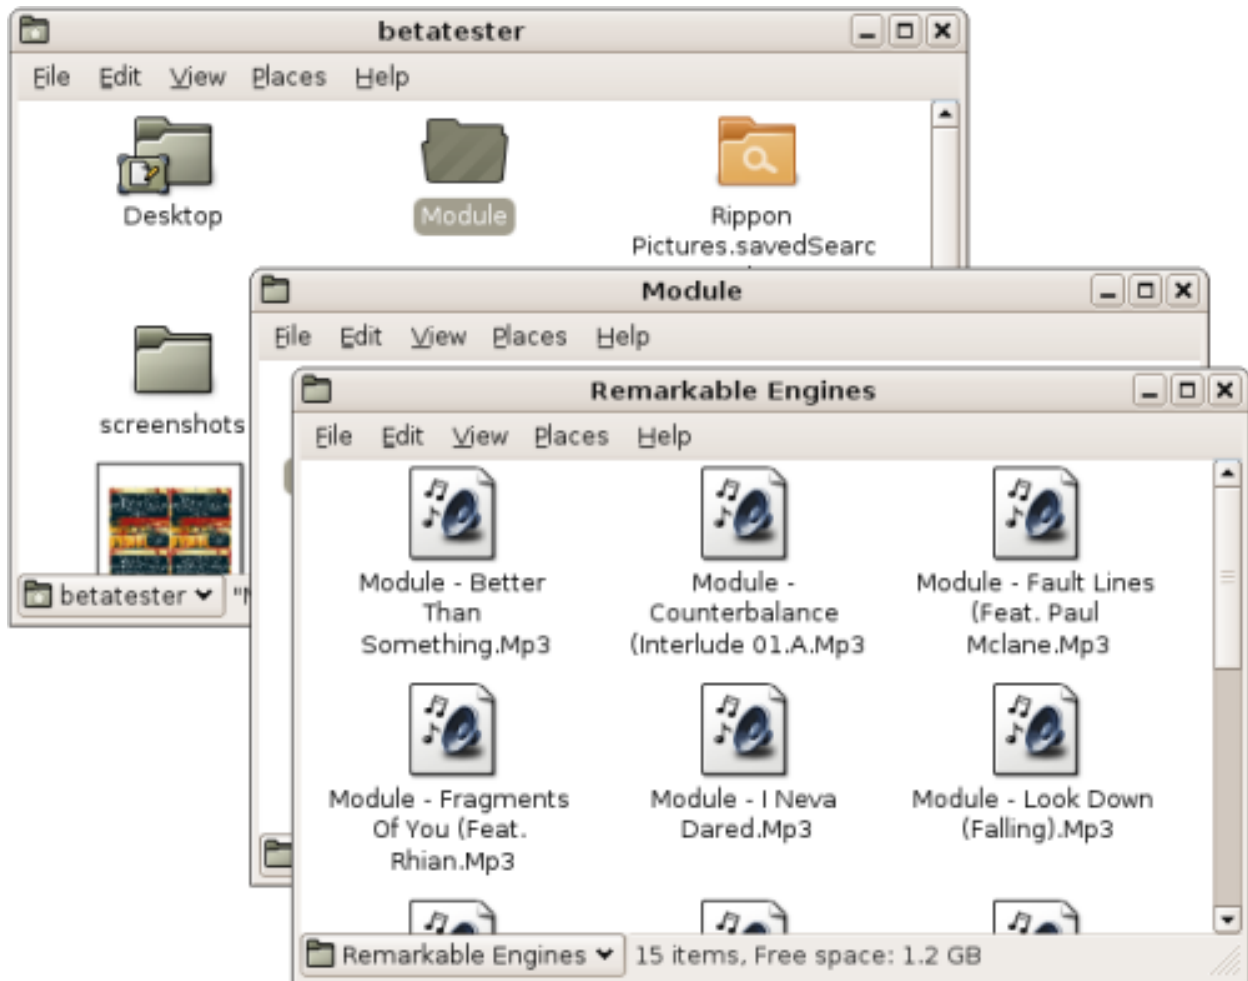 betatester
File Edit View Places Help
Desktop
Module
Rippon
Pictures.savedSearc
screenshots
betatester
Module
File Edit View Places Help
Remarkable Engines
File Edit View Places Help
Module - Better
Than
Something.Mp3
Module -
Counterbalance
(Interlude 01.A.Mp3
Module - Fault Lines
(Feat. Paul
Mclane.Mp3
Module - Fragments
Of You (Feat.
Rhian.Mp3
Module - I Neva
Dared.Mp3
Module - Look Down
(Falling).Mp3
Remarkable Engines 15 items, Free space: 1.2 GB